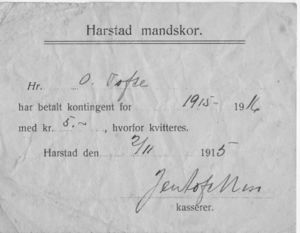 Harstad mandskor.
Hr. O. Tofte
har betalt kontingent for 1915- 1916
med kr. 5.~, hvorfor kvitteres.
Harstad den 2/11 1915
kasserer.